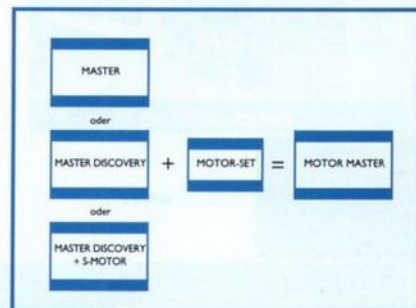 MASTER
oder
MASTER DISCOVERY + MOTOR-SET = MOTOR MASTER
oder
MASTER DISCOVERY
+ S-MOTOR